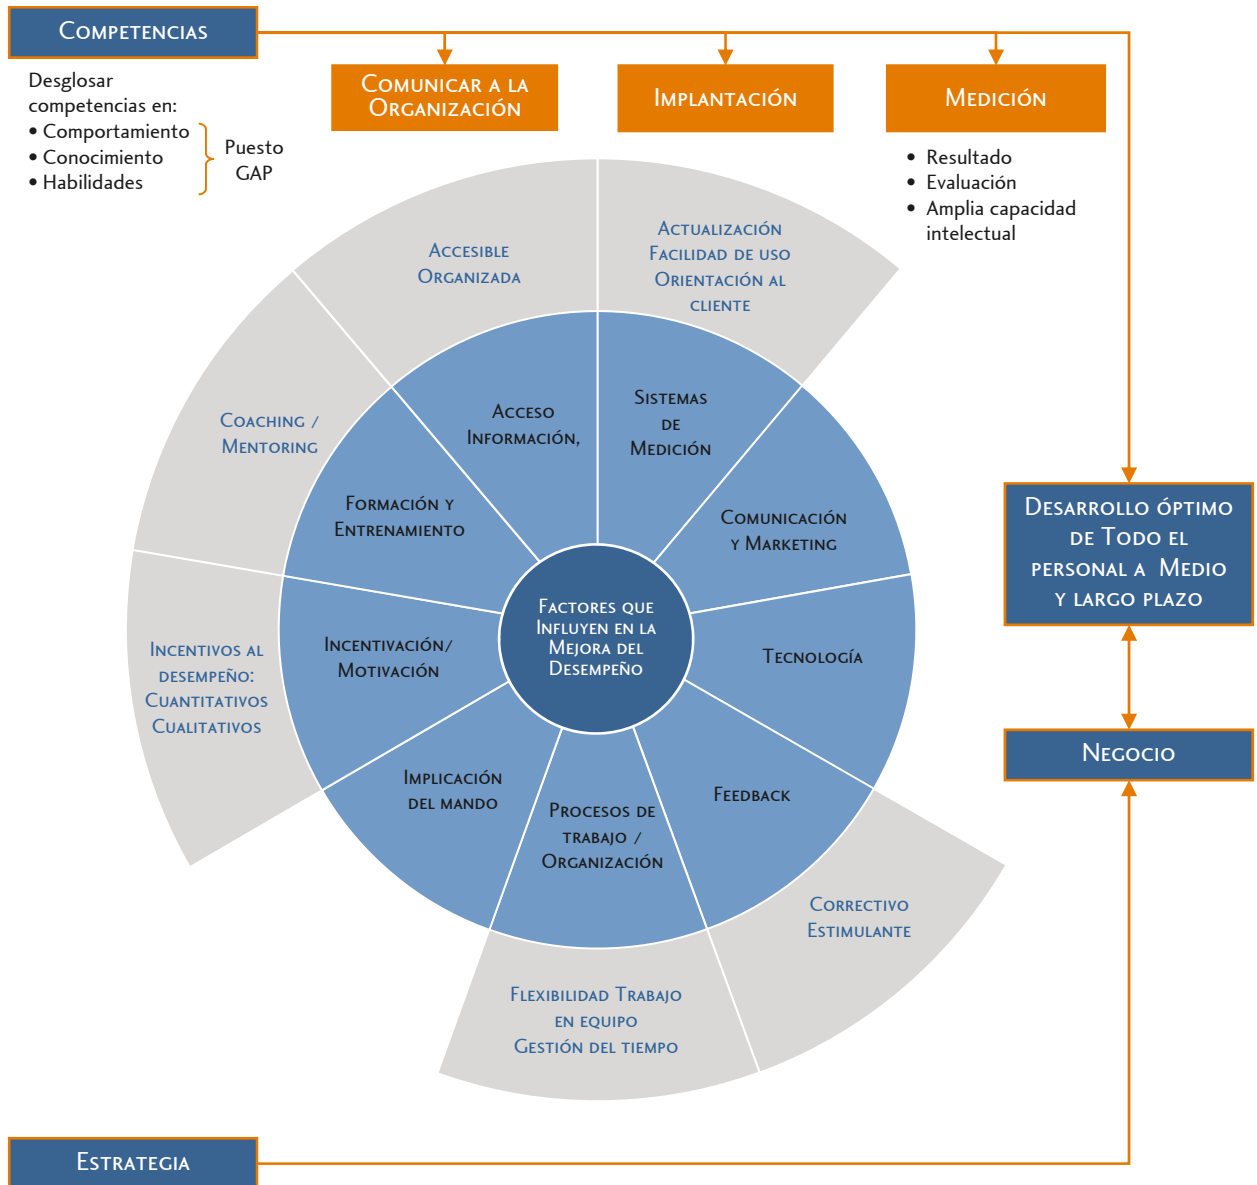 Competencias
Comunicar a la
Organización
Implantación
Medición
Desglosar
competencias en:
• Comportamiento
• Conocimiento
• Habilidades
Puesto
GAP
• Resultado
• Evaluación
• Amplia capacidad
intelectual
Accesible
Organizada
Actualización
Facilidad de uso
Orientación al
cliente
Coaching /
Mentoring
Incentivos al
desempeño:
Cuantitativos
Cualitativos
Acceso
Información,
Sistemas
de
Medición
Formación y
Entrenamiento
Comunicación
y Marketing
Incentivación/
Motivación
Factores que
Influyen en la
Mejora del
Desempeño
Tecnología
Implicación
del mando
Procesos de
trabajo /
Organización
Feedback
Correctivo
Estimulante
Flexibilidad Trabajo
en equipo
Gestión del tiempo
Desarrollo óptimo
de Todo el
personal a Medio
y largo plazo
Negocio
Estrategia